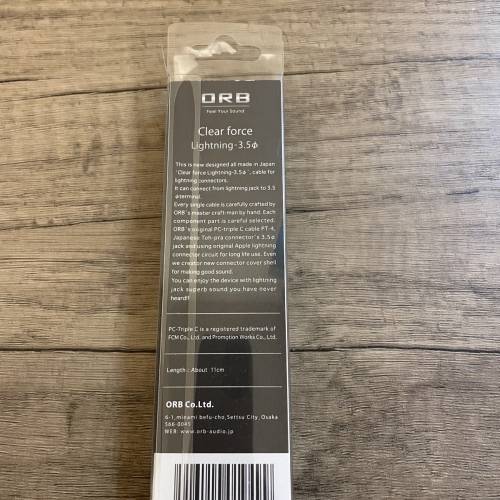 ORB
Feel Your Sound
Clear force
Lightning-3.5φ
This is new designed all made in Japan
"Clear force Lightning-3.5φ", cable for
lightning connectors.
It can connect from lightning jack to 3.5
φterminal.
Every single cable is carefully crafted by
ORB's master craft-man by hand. Each
component part is careful selected.
ORB's original PC-triple C cable PT-4,
Japanese Toh-pra connector's 3.5φ
jack and using original Apple lightning
connector circuit for long life use. Even
we creator new connector cover shell
for making good sound.
You can enjoy the device with lightning
jack superb sound you have never
heard!!
PC-Triple C is a registered trademark of
FCM Co., Ltd. and Promotion Works Co., Ltd.
Length : About 11cm
ORB Co.Ltd.
6-1,minami befu-cho,Settsu City,Osaka
566-0045
WEB: www.orb-audio.jp